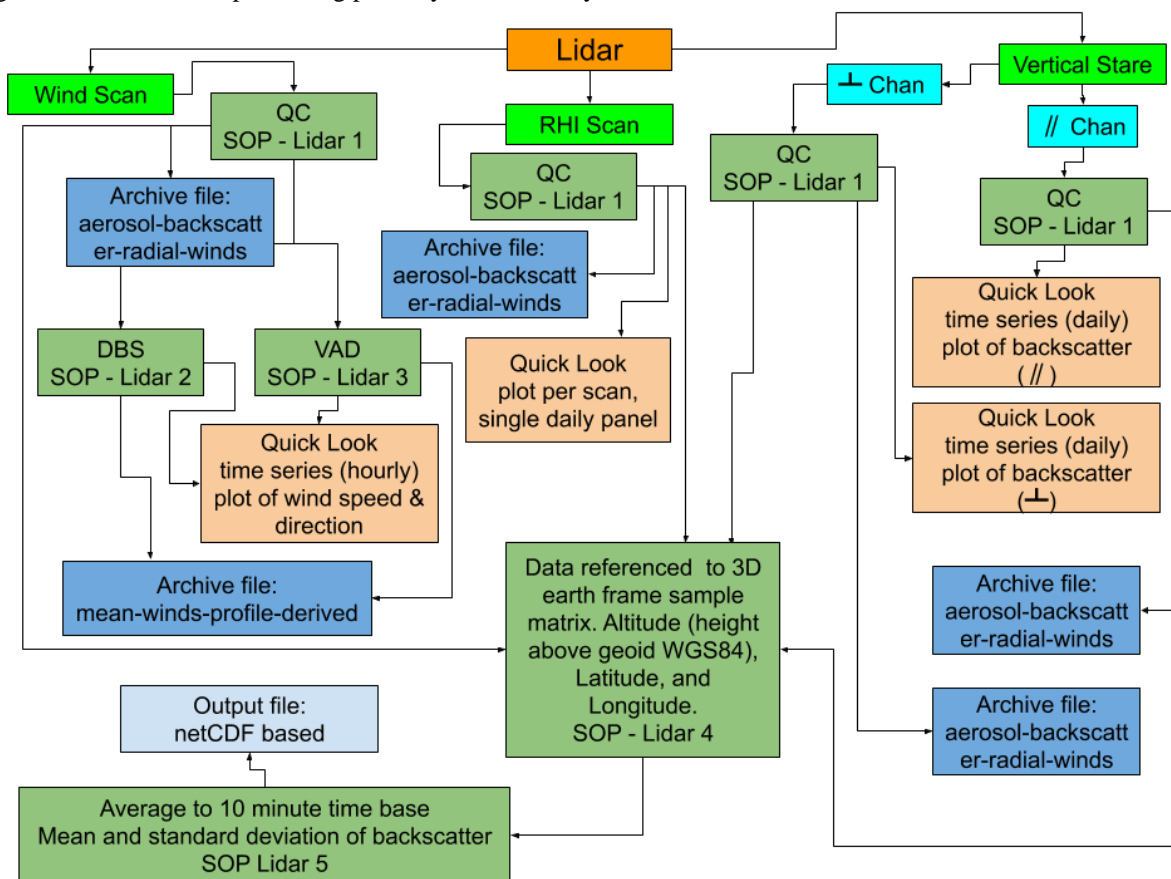 Lidar
Wind Scan
QC
SOP - Lidar 1
Archive file:
aerosol-backscatt
er-radial-winds
DBS
SOP - Lidar 2
VAD
SOP - Lidar 3
Quick Look
time series (hourly)
plot of wind speed &
direction
Archive file:
mean-winds-profile-derived
RHI Scan
QC
SOP - Lidar 1
Archive file:
aerosol-backscatt
er-radial-winds
Quick Look
plot per scan,
single daily panel
Vertical Stare
┻ Chan
// Chan
QC
SOP - Lidar 1
QC
SOP - Lidar 1
Quick Look
time series (daily)
plot of backscatter
( // )
Quick Look
time series (daily)
plot of backscatter
(┻)
Archive file:
aerosol-backscatt
er-radial-winds
Archive file:
aerosol-backscatt
er-radial-winds
Data referenced to 3D
earth frame sample
matrix. Altitude (height
above geoid WGS84),
Latitude, and
Longitude.
SOP - Lidar 4
Output file:
netCDF based
Average to 10 minute time base
Mean and standard deviation of backscatter
SOP Lidar 5